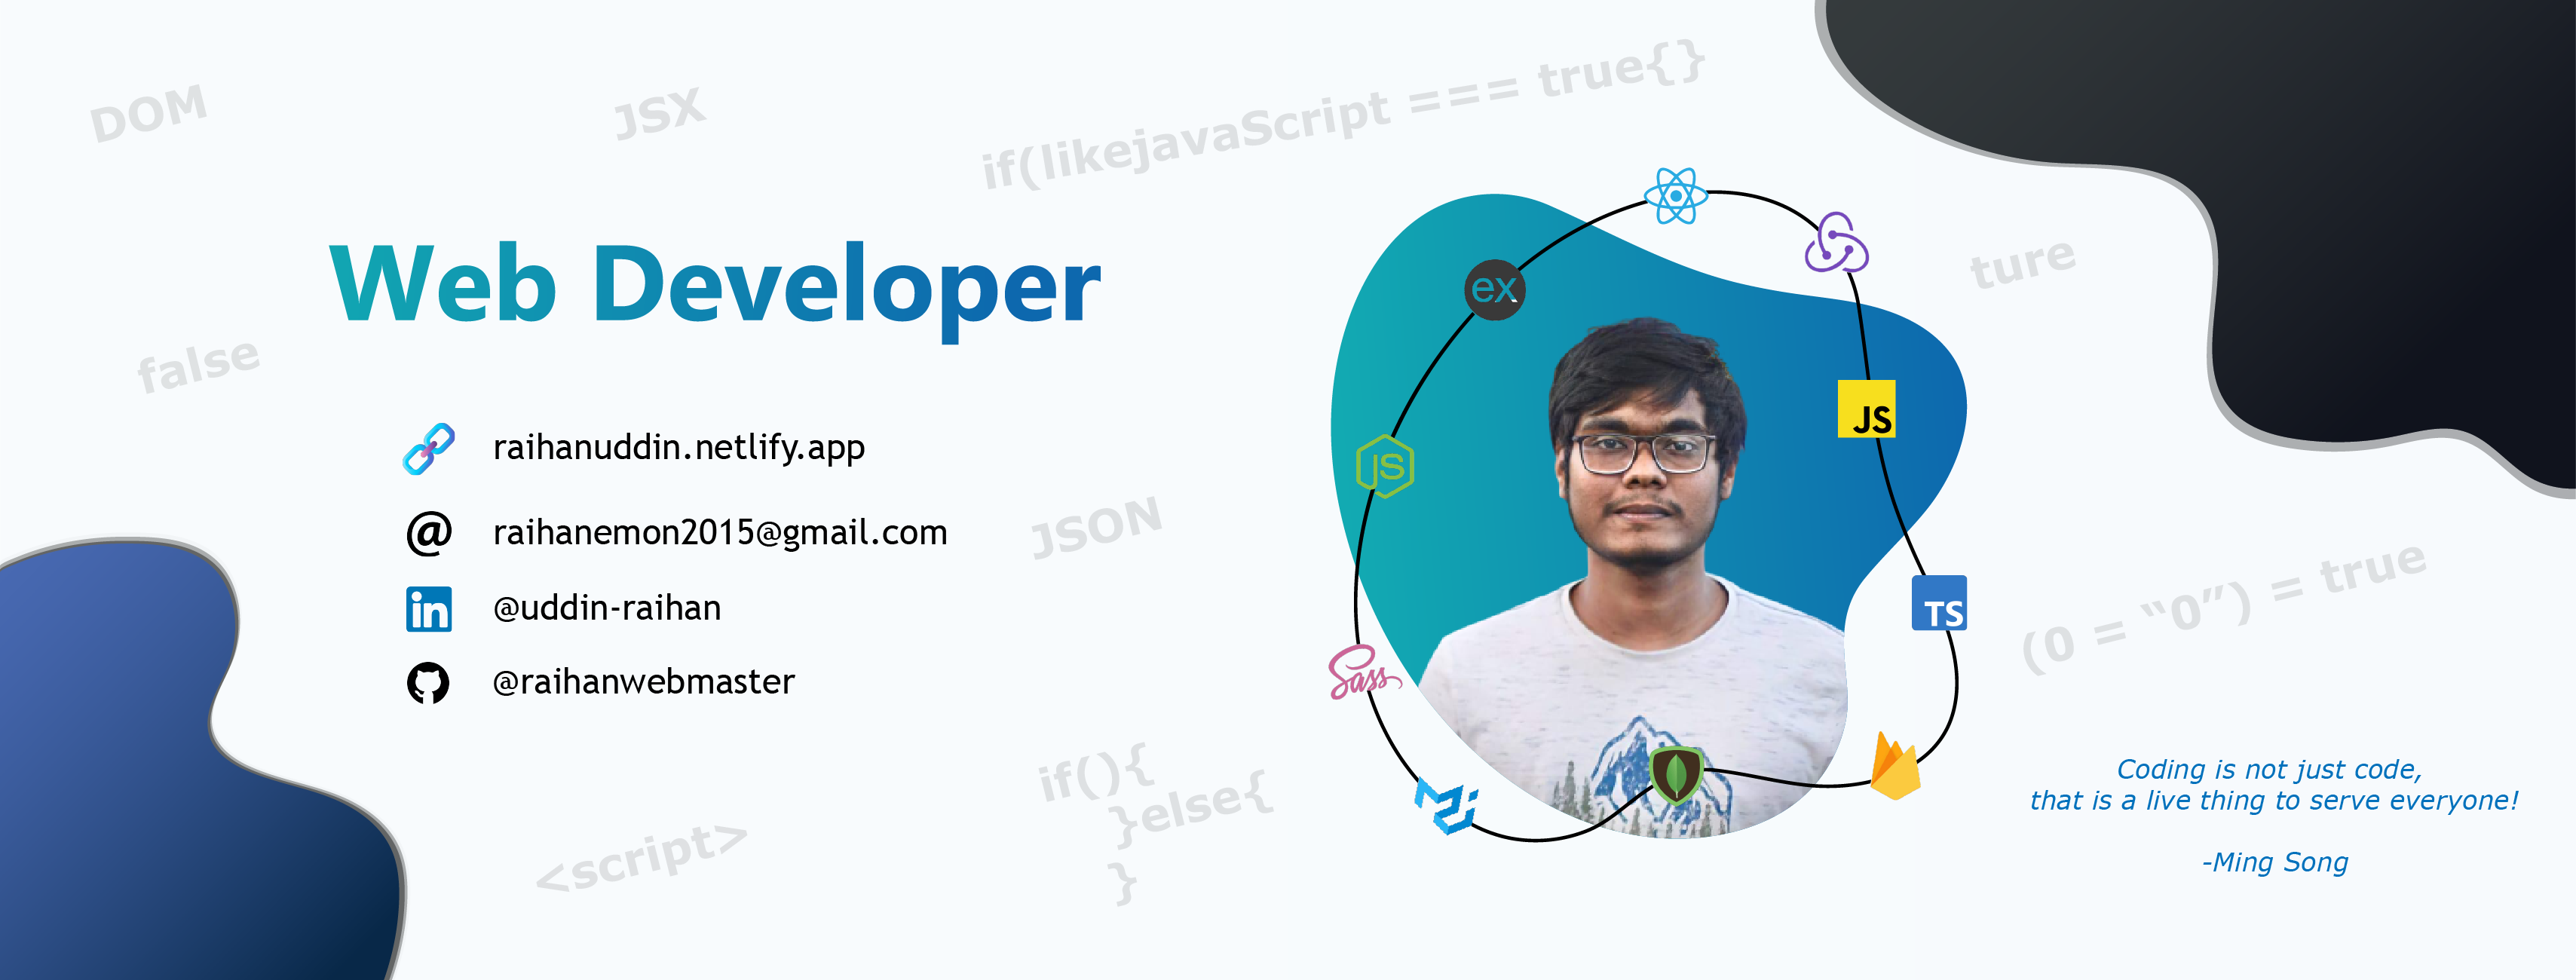 DOM
JSX
if(likejavaScript === true{}
Web Developer
ture
false
raihanuddin.netlify.app
raihanemon2015@gmail.com
@uddin-raihan
@raihanwebmaster
JSON
ex
JS
JS
TS
Sass
(0 = “0”) = true
if(){
}else{
}
<script>
Coding is not just code,
that is a live thing to serve everyone!
-Ming Song
in
@